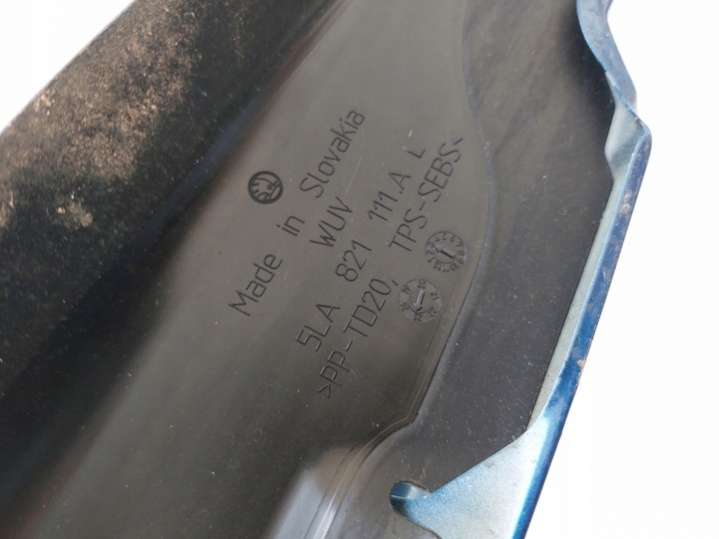 Made in Slovakia
WUV
5LA 821 111.A L
>PP-TD20, TPS-SEBS<